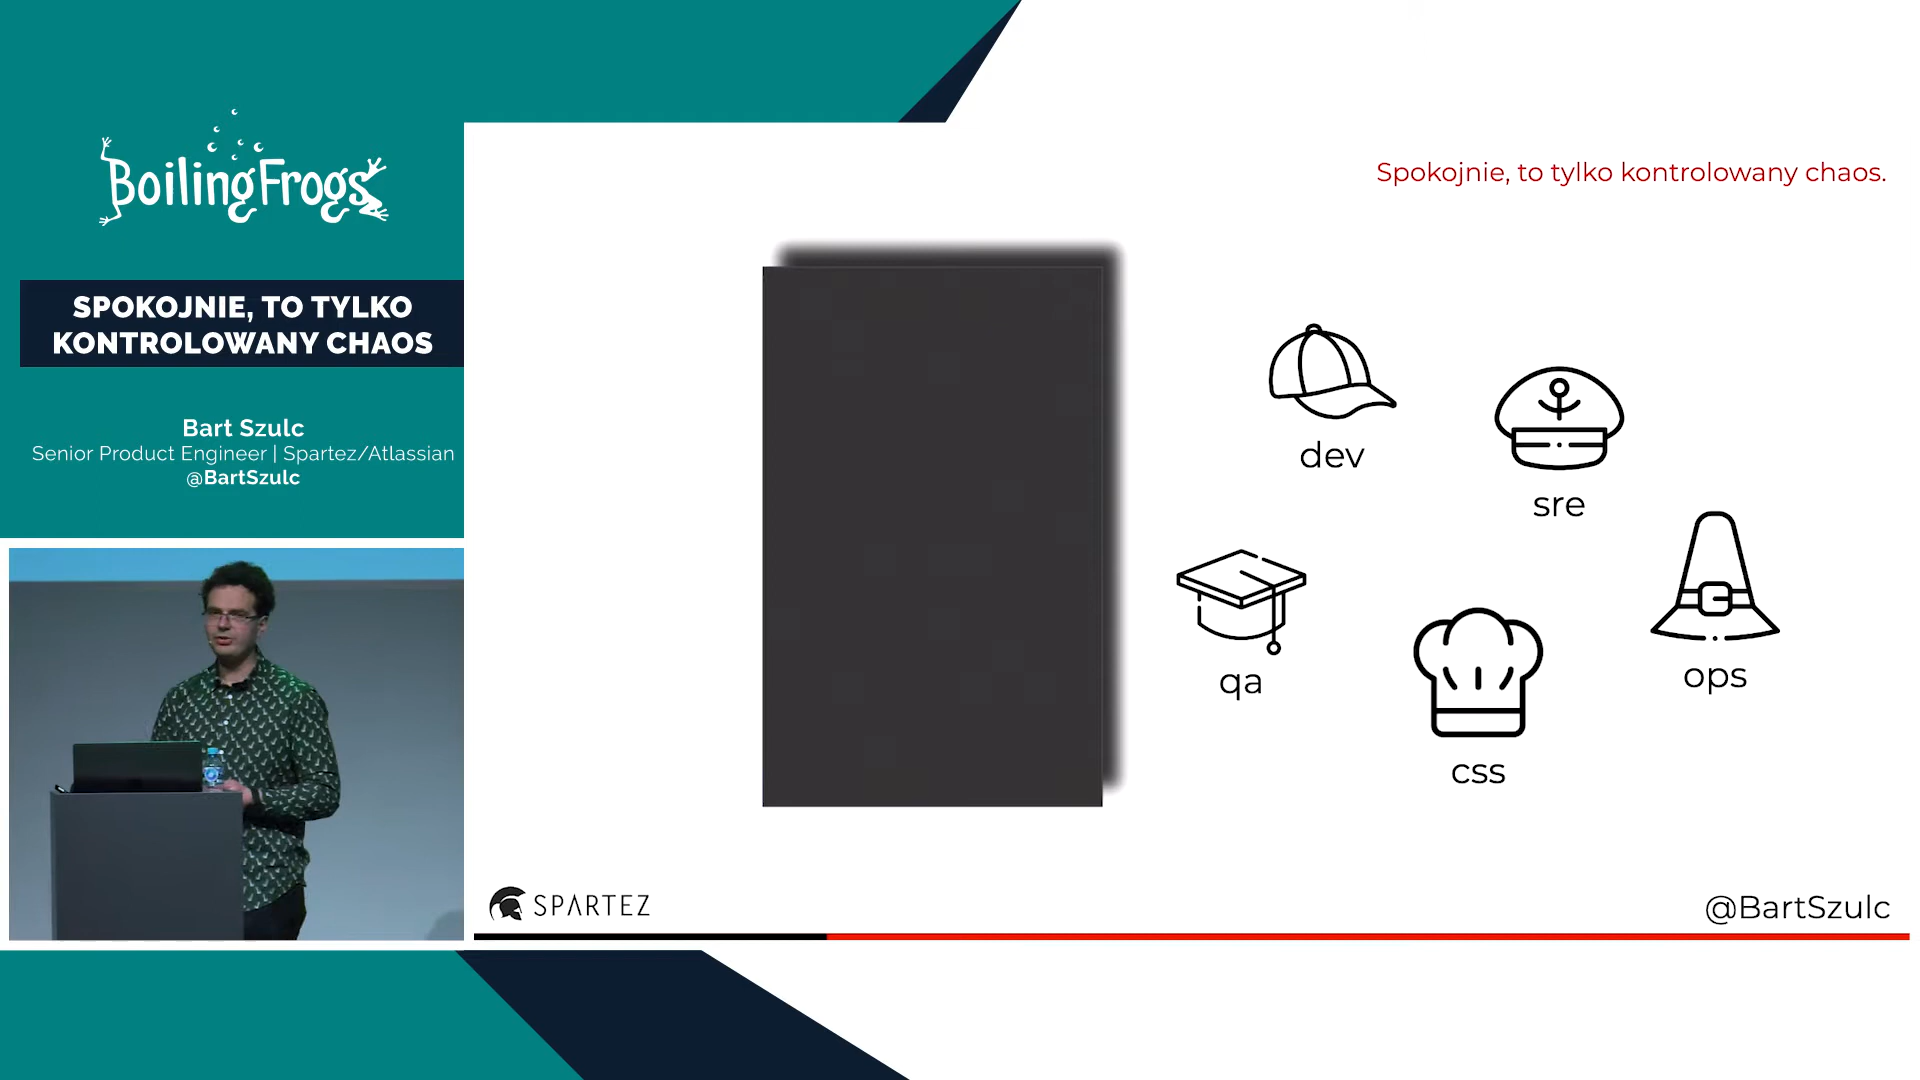 BoilingFrogs
SPOKOJNIE, TO TYLKO
KONTROLOWANY CHAOS
Bart Szulc
Senior Product Engineer | Spartez/Atlassian
@BartSzulc
Spokojnie, to tylko kontrolowany chaos.
dev
sre
qa
ops
css
SPARTEZ
@BartSzulc